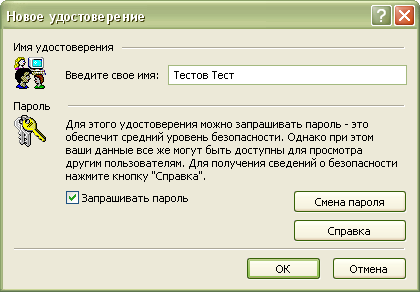 Новое удостоверение
Имя удостоверения
Введите свое имя: Тестов Тест
Пароль
Для этого удостоверения можно запрашивать пароль - это
обеспечит средний уровень безопасности. Однако при этом
ваши данные все же могут быть доступны для просмотра
другим пользователям. Для получения сведений о безопасности
нажмите кнопку "Справка".
Запрашивать пароль
Смена пароля
Справка
ОК
Отмена